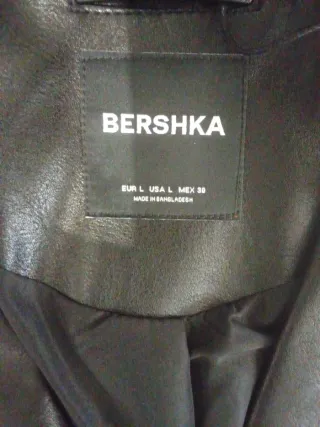 BERSHKA
EUR L USA L MEX 30
MADE IN BANGLADESH